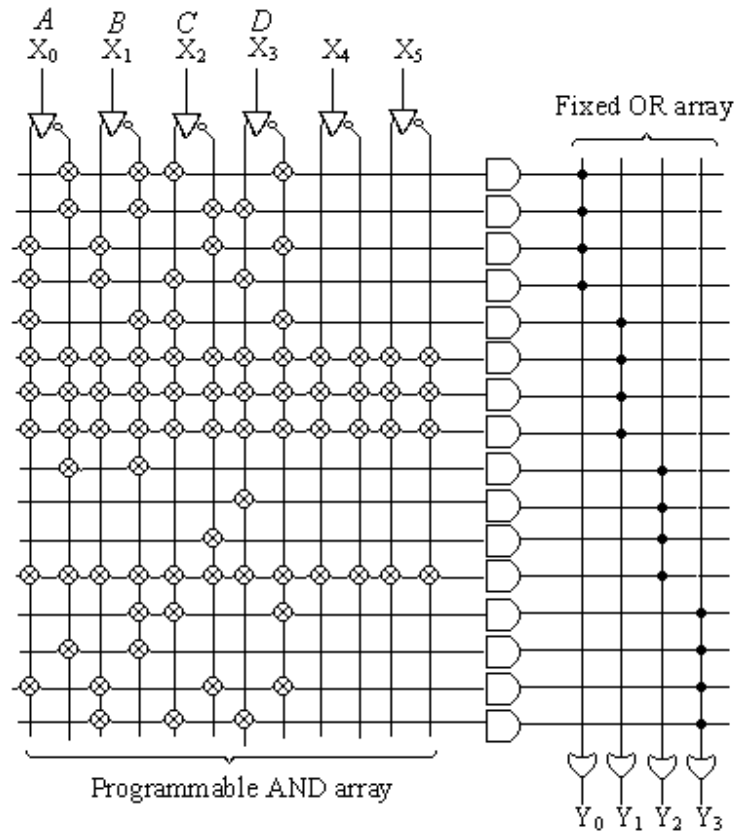 A B C D
X₀ X₁ X₂ X₃ X₄ X₅
Fixed OR array
Programmable AND array
Y₀ Y₁ Y₂ Y₃